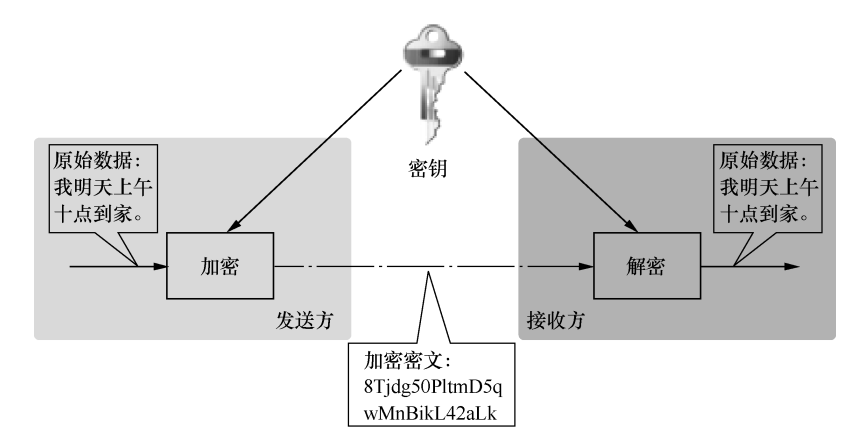 密钥
原始数据：
我明天上午
十点到家。
加密
发送方
加密密文：
8Tjdg50PltmD5q
wMnBikL42aLk
原始数据：
我明天上午
十点到家。
解密
接收方